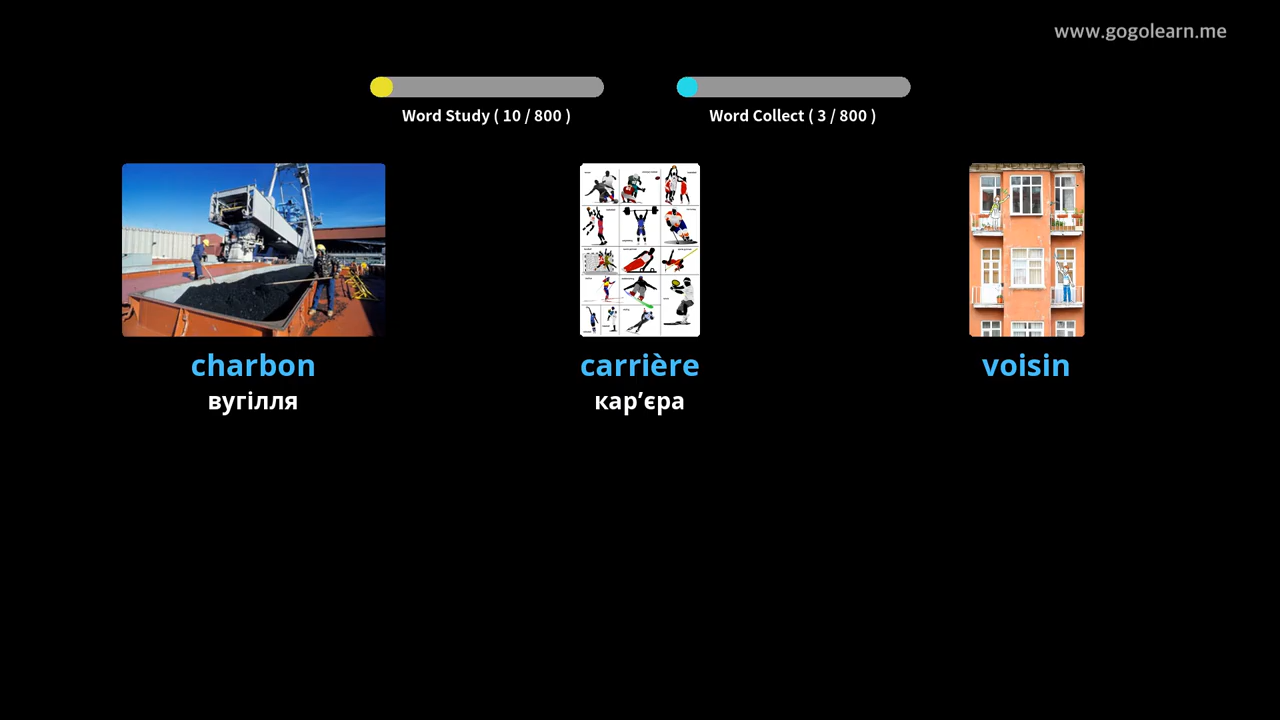 www.gogolearn.me
Word Study ( 10 / 800 )
Word Collect ( 3 / 800 )
charbon
вугілля
carrière
кар’єра
voisin